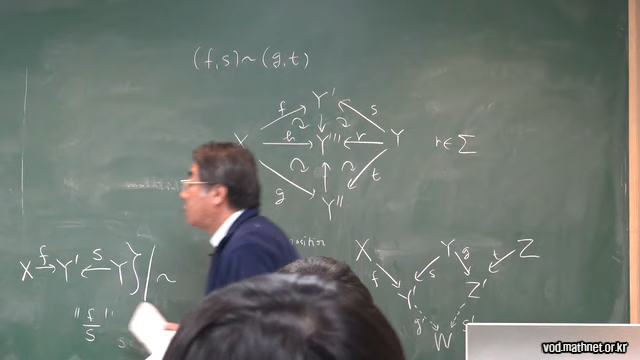 (f,s) ~ (g,t)
Y'
f s
X h Y''' r Y r ∈ Σ
g t
Y''
X f→ Y' ←s Y } / ~
"f/s"
X Y Z
f s g t
Y' Z'
g' s'
W
vod.mathnet.or.kr